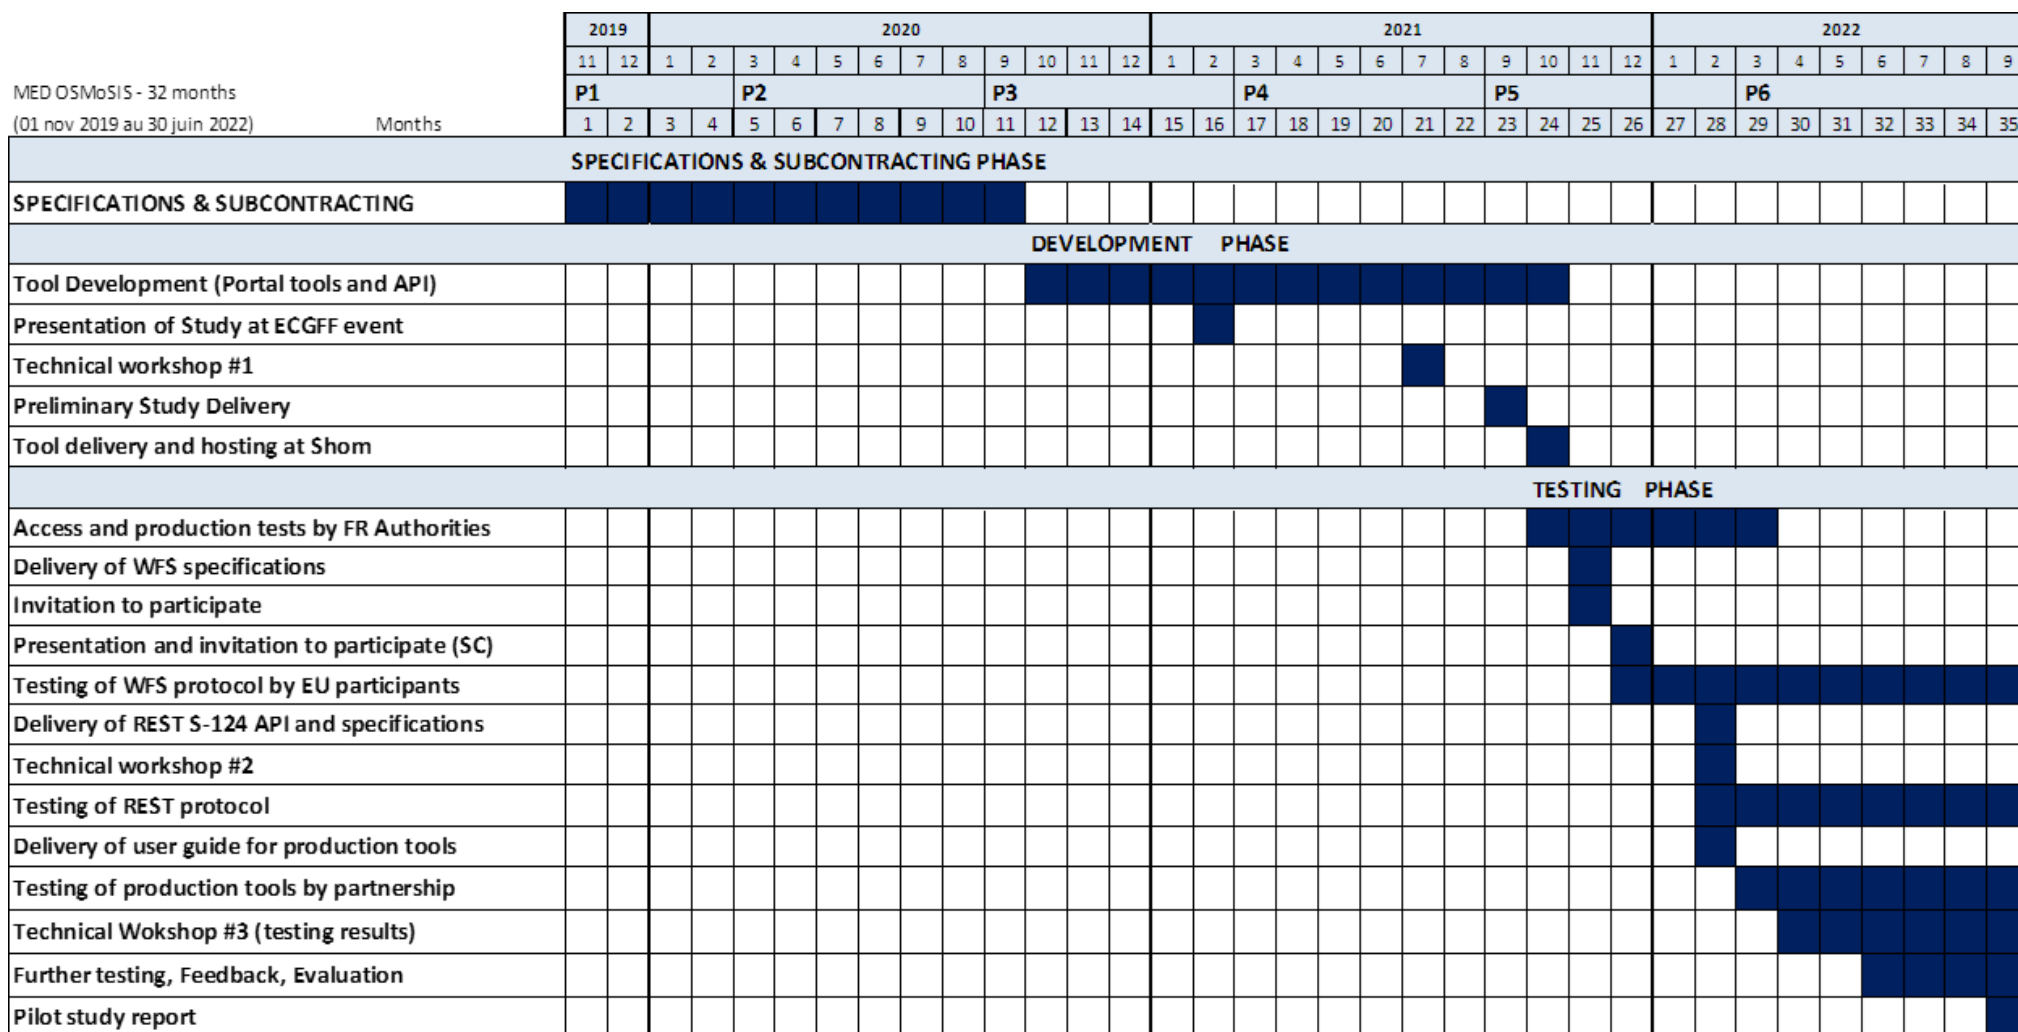 2019 2020 2021 2022
11 12 1 2 3 4 5 6 7 8 9 10 11 12 1 2 3 4 5 6 7 8 9 10 11 12 1 2 3 4 5 6 7 8 9
MED OSMoSIS - 32 months P1 P2 P3 P4 P5 P6
(01 nov 2019 au 30 juin 2022) Months 1 2 3 4 5 6 7 8 9 10 11 12 13 14 15 16 17 18 19 20 21 22 23 24 25 26 27 28 29 30 31 32 33 34 35
SPECIFICATIONS & SUBCONTRACTING PHASE
SPECIFICATIONS & SUBCONTRACTING
DEVELOPMENT PHASE
Tool Development (Portal tools and API)
Presentation of Study at ECGFF event
Technical workshop #1
Preliminary Study Delivery
Tool delivery and hosting at Shom
TESTING PHASE
Access and production tests by FR Authorities
Delivery of WFS specifications
Invitation to participate
Presentation and invitation to participate (SC)
Testing of WFS protocol by EU participants
Delivery of REST S-124 API and specifications
Technical workshop #2
Testing of REST protocol
Delivery of user guide for production tools
Testing of production tools by partnership
Technical Wokshop #3 (testing results)
Further testing, Feedback, Evaluation
Pilot study report